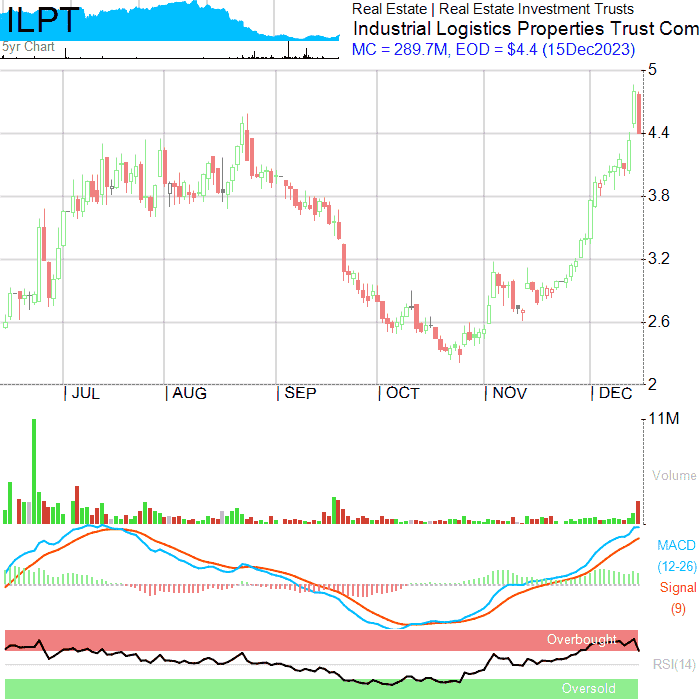 ILPT
5yr Chart
Real Estate | Real Estate Investment Trusts
Industrial Logistics Properties Trust Com
MC = 289.7M, EOD = $4.4 (15Dec2023)
5
4.4
3.8
3.2
2.6
2
| JUL | AUG | SEP | OCT | NOV | DEC
11M
Volume
MACD
(12-26)
Signal
(9)
Overbought
RSI(14)
Oversold